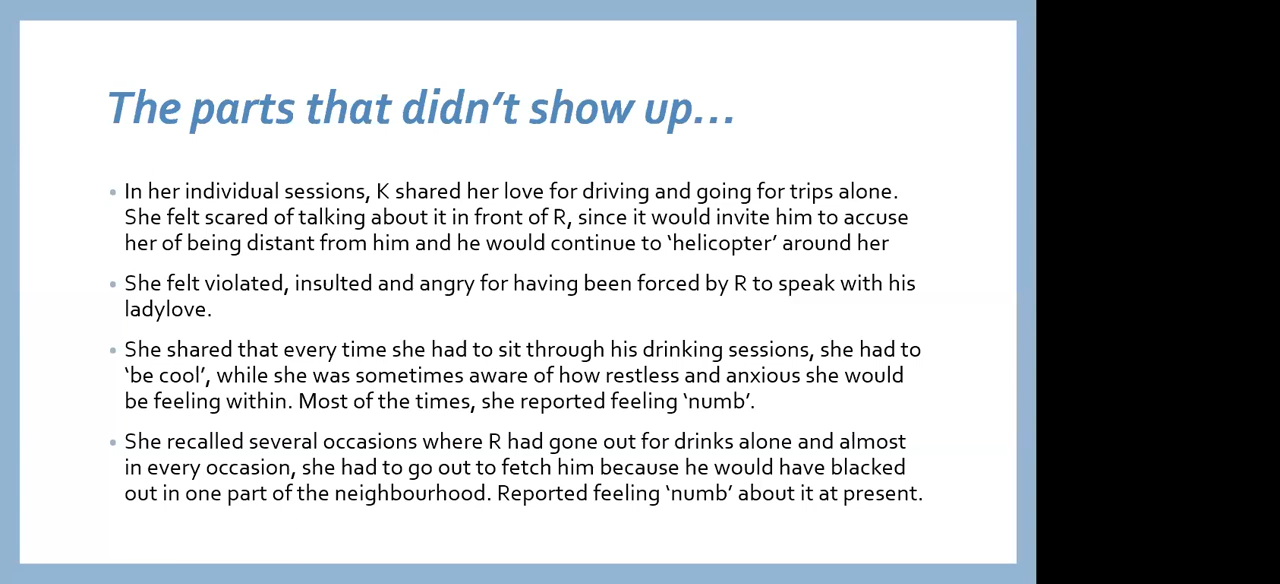 The parts that didn’t show up…
• In her individual sessions, K shared her love for driving and going for trips alone.
She felt scared of talking about it in front of R, since it would invite him to accuse
her of being distant from him and he would continue to ‘helicopter’ around her
• She felt violated, insulted and angry for having been forced by R to speak with his
ladylove.
• She shared that every time she had to sit through his drinking sessions, she had to
‘be cool’, while she was sometimes aware of how restless and anxious she would
be feeling within. Most of the times, she reported feeling ‘numb’.
• She recalled several occasions where R had gone out for drinks alone and almost
in every occasion, she had to go out to fetch him because he would have blacked
out in one part of the neighbourhood. Reported feeling ‘numb’ about it at present.